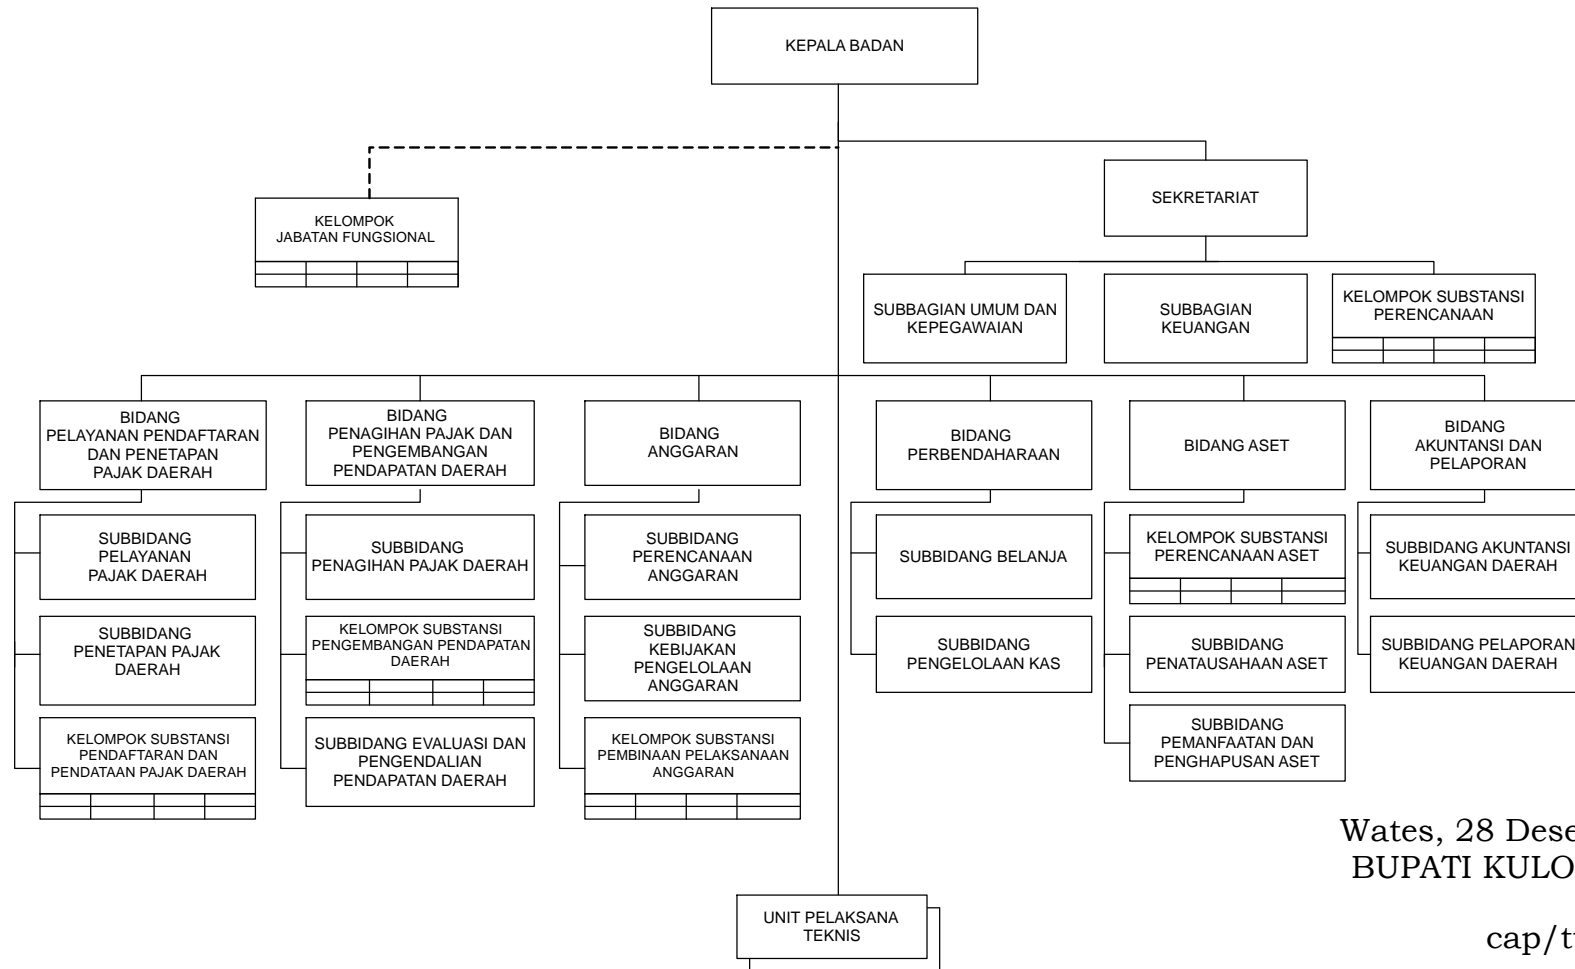 KEPALA BADAN
SEKRETARIAT
KELOMPOK
JABATAN FUNGSIONAL
SUBBAGIAN UMUM DAN
KEPEGAWAIAN
SUBBAGIAN
KEUANGAN
KELOMPOK SUBSTANSI
PERENCANAAN
BIDANG
PELAYANAN PENDAFTARAN
DAN PENETAPAN
PAJAK DAERAH
BIDANG
PENAGIHAN PAJAK DAN
PENGEMBANGAN
PENDAPATAN DAERAH
BIDANG
ANGGARAN
BIDANG
PERBENDAHARAAN
BIDANG ASET
BIDANG
AKUNTANSI DAN
PELAPORAN
SUBBIDANG
PELAYANAN
PAJAK DAERAH
SUBBIDANG
PENAGIHAN PAJAK DAERAH
SUBBIDANG
PERENCANAAN
ANGGARAN
SUBBIDANG BELANJA
KELOMPOK SUBSTANSI
PERENCANAAN ASET
SUBBIDANG AKUNTANSI
KEUANGAN DAERAH
SUBBIDANG
PENETAPAN PAJAK
DAERAH
KELOMPOK SUBSTANSI
PENGEMBANGAN PENDAPATAN
DAERAH
SUBBIDANG
KEBIJAKAN
PENGELOLAAN
ANGGARAN
SUBBIDANG
PENGELOLAAN KAS
SUBBIDANG
PENATAUSAHAAN ASET
SUBBIDANG PELAPORAN
KEUANGAN DAERAH
KELOMPOK SUBSTANSI
PENDAFTARAN DAN
PENDATAAN PAJAK DAERAH
SUBBIDANG EVALUASI DAN
PENGENDALIAN
PENDAPATAN DAERAH
KELOMPOK SUBSTANSI
PEMBINAAN PELAKSANAAN
ANGGARAN
SUBBIDANG
PEMANFAATAN DAN
PENGHAPUSAN ASET
Wates, 28 Dese
BUPATI KULO
cap/t
UNIT PELAKSANA
TEKNIS